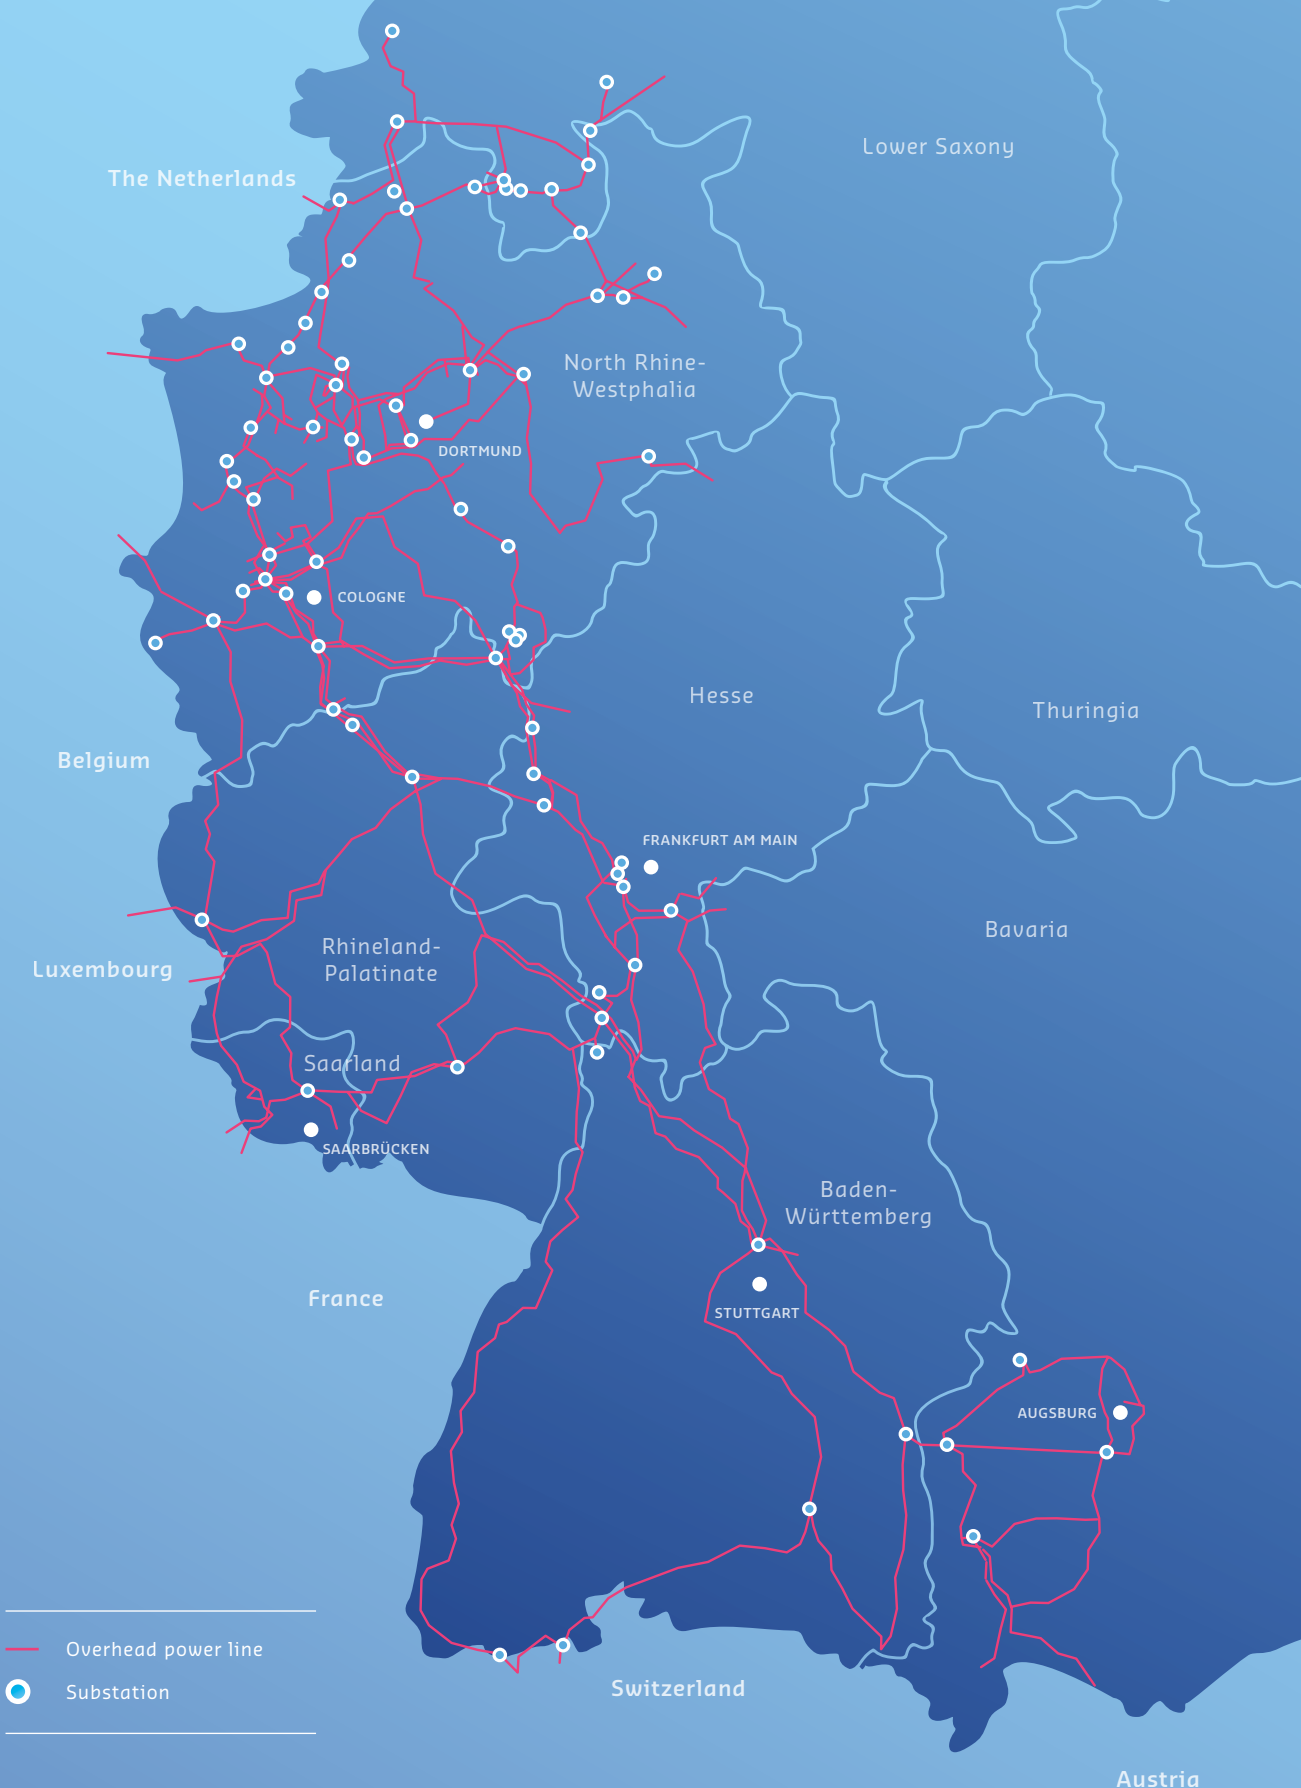 Lower Saxony
The Netherlands
North Rhine-
Westphalia
DORTMUND
COLOGNE
Hesse
Thuringia
Belgium
FRANKFURT AM MAIN
Bavaria
Rhineland-
Palatinate
Luxembourg
Saarland
SAARBRÜCKEN
Baden-
Württemberg
France
STUTTGART
AUGSBURG
Overhead power line
Substation
Switzerland
Austria